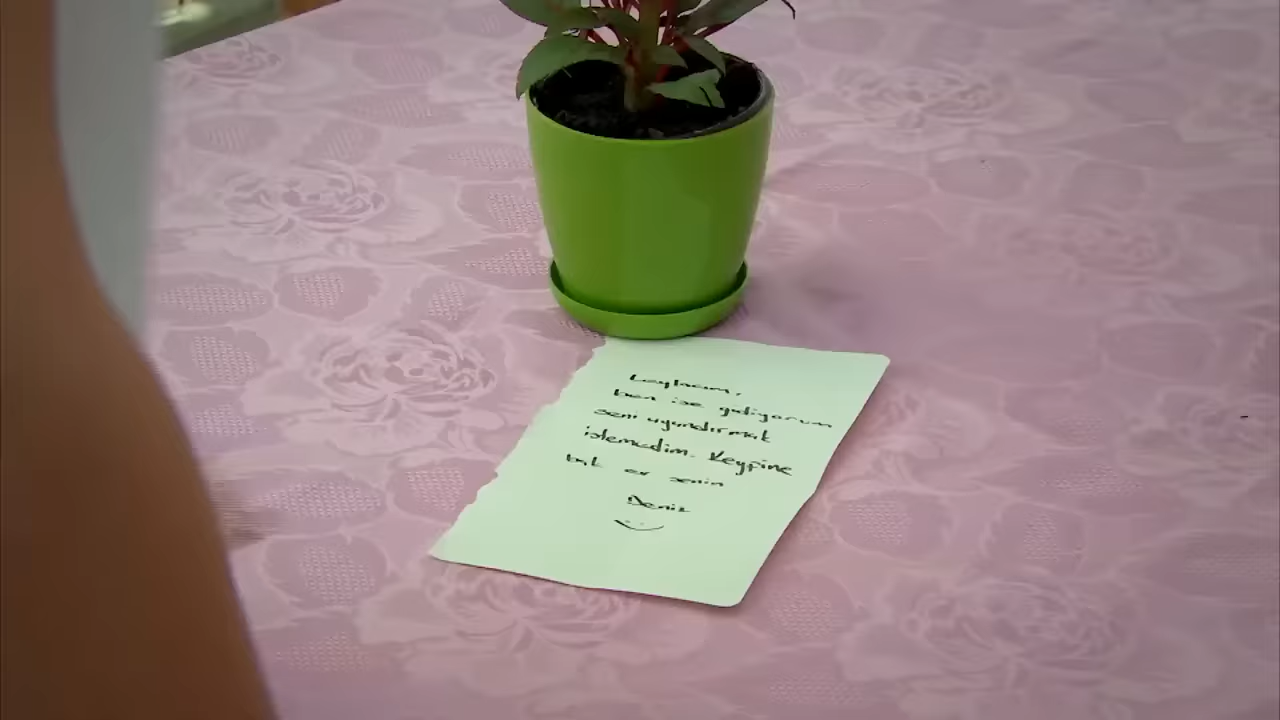 Leylacım,
ben işe gidiyorum
seni uyandırmak
istemedim. Keyfine
bak ev senin
Deniz